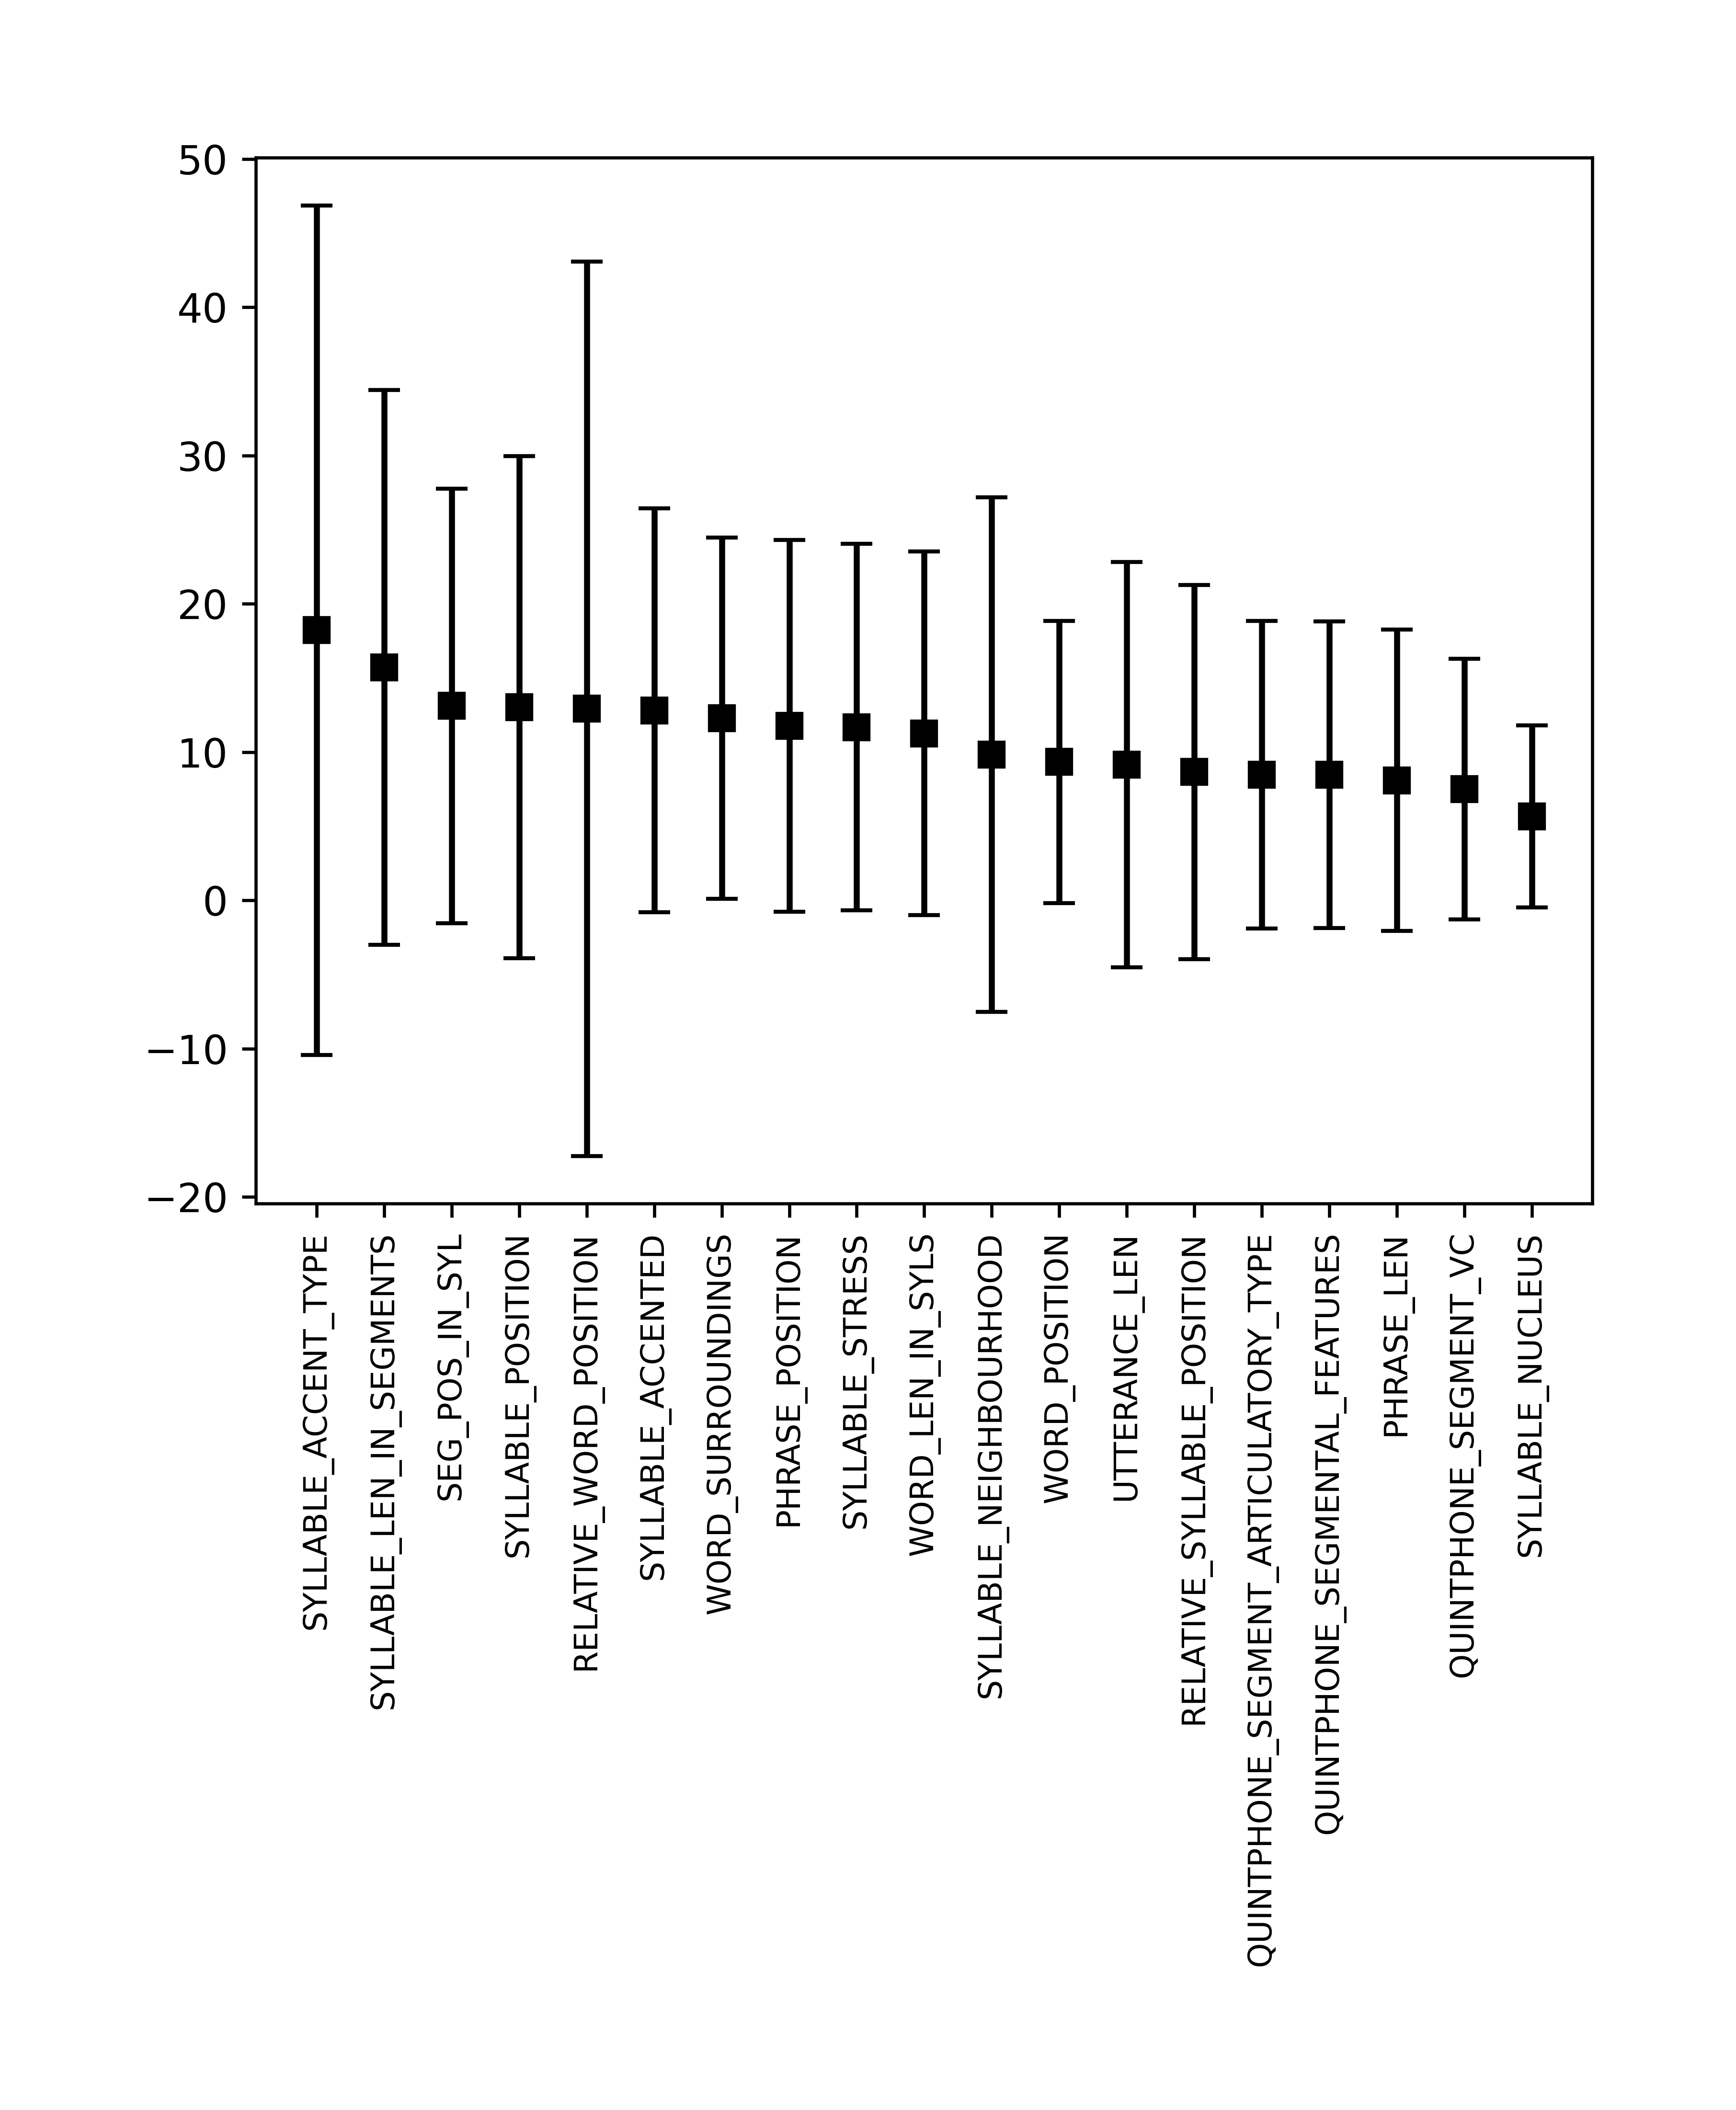 50
40
30
20
10
0
−10
−20
SYLLABLE_ACCENT_TYPE
SYLLABLE_LEN_IN_SEGMENTS
SEG_POS_IN_SYL
SYLLABLE_POSITION
RELATIVE_WORD_POSITION
SYLLABLE_ACCENTED
WORD_SURROUNDINGS
PHRASE_POSITION
SYLLABLE_STRESS
WORD_LEN_IN_SYLS
SYLLABLE_NEIGHBOURHOOD
WORD_POSITION
UTTERANCE_LEN
RELATIVE_SYLLABLE_POSITION
QUINTPHONE_SEGMENT_ARTICULATORY_TYPE
QUINTPHONE_SEGMENTAL_FEATURES
PHRASE_LEN
QUINTPHONE_SEGMENT_VC
SYLLABLE_NUCLEUS